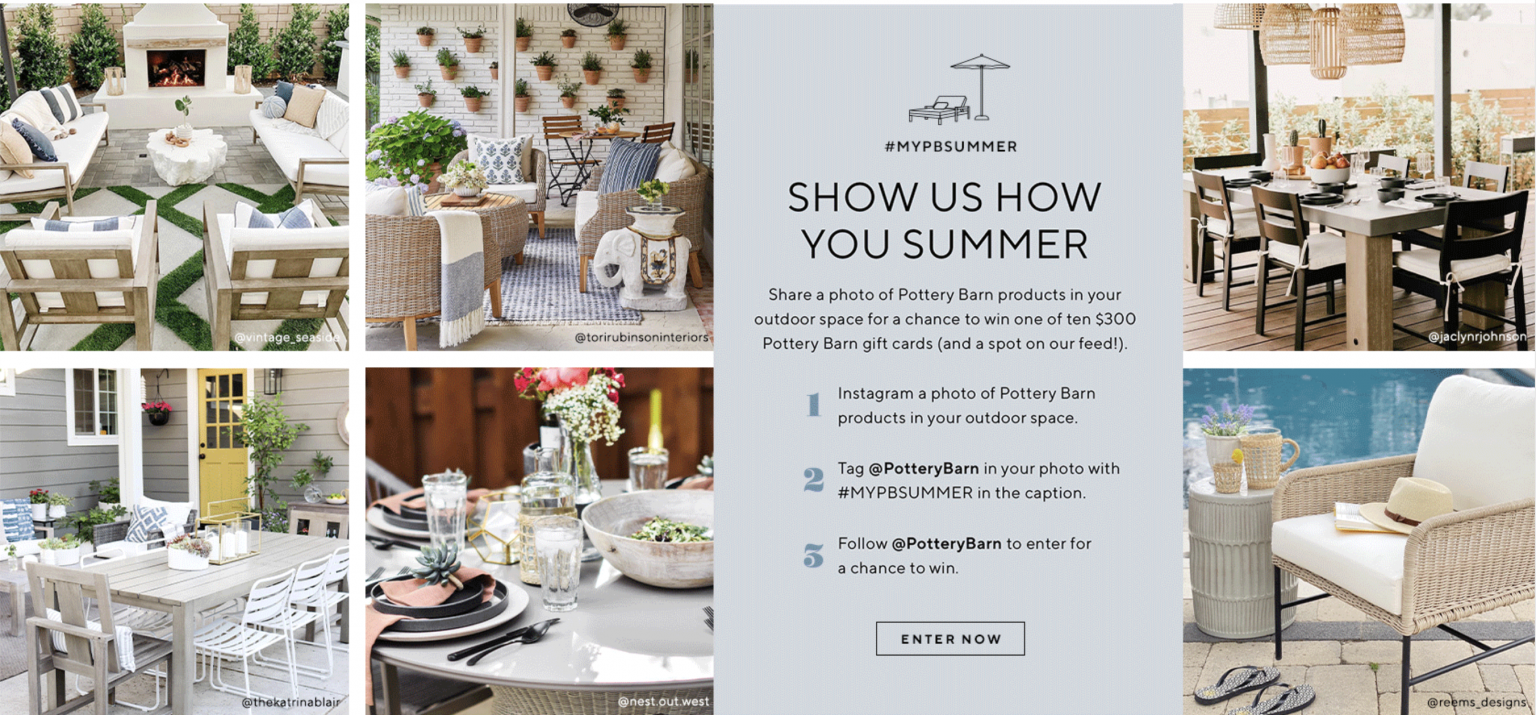 #MYPBSUMMER
SHOW US HOW
YOU SUMMER
Share a photo of Pottery Barn products in your
outdoor space for a chance to win one of ten $300
Pottery Barn gift cards (and a spot on our feed!).
1
Instagram a photo of Pottery Barn
products in your outdoor space.
2
Tag @PotteryBarn in your photo with
#MYPBSUMMER in the caption.
3
Follow @PotteryBarn to enter for
a chance to win.
ENTER NOW
@vintage_seaside
@torirubinsoninteriors
@jaclynrjohnson
@thekatrinablair
@nest.out.west
@reems_designs